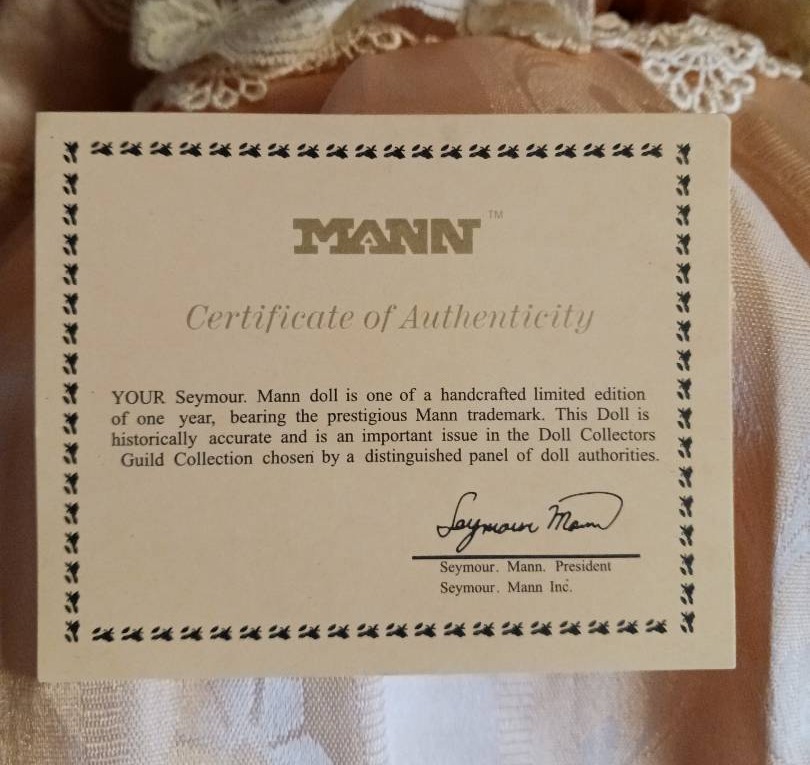 MANN™
Certificate of Authenticity
YOUR Seymour. Mann doll is one of a handcrafted limited edition
of one year, bearing the prestigious Mann trademark. This Doll is
historically accurate and is an important issue in the Doll Collectors
Guild Collection chosen by a distinguished panel of doll authorities.
Seymour Mann
Seymour. Mann. President
Seymour. Mann Inc.